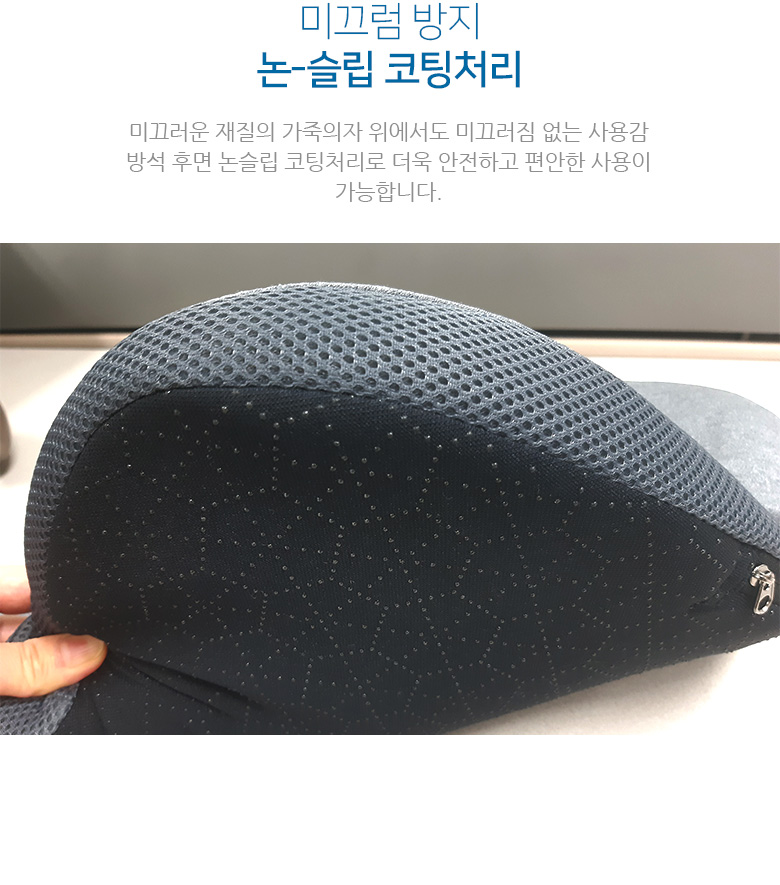 미끄럼 방지
논-슬립 코팅처리
미끄러운 재질의 가죽의자 위에서도 미끄러짐 없는 사용감
방석 후면 논슬립 코팅처리로 더욱 안전하고 편안한 사용이
가능합니다.